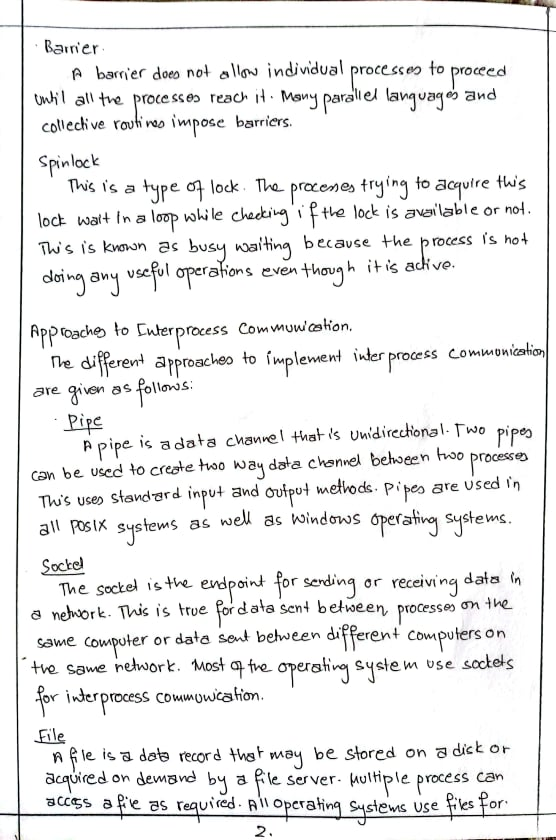 Barrier.
A barrier does not allow individual processes to proceed
until all the processes reach it. Many parallel languages and
collective routines impose barriers.
Spinlock
This is a type of lock. The processes trying to acquire this
lock wait in a loop while checking if the lock is available or not.
This is known as busy waiting because the process is not
doing any useful operations even though it is active.
Approaches to Interprocess Communication.
The different approaches to implement inter process communication
are given as follows:
Pipe
A pipe is a data channel that is unidirectional. Two pipes
can be used to create two way data channel between two processes
This uses standard input and output methods. Pipes are used in
all POSIX systems as well as windows operating systems.
Socket
The socket is the endpoint for sending or receiving data in
a network. This is true for data sent between, processes on the
same computer or data sent between different computers on
the same network. Most of the operating system use sockets
for interprocess communication.
File
A file is a data record that may be stored on a dick or
acquired on demand by a file server. Multiple process can
access a fie as required. All operating systems use files for.
2.